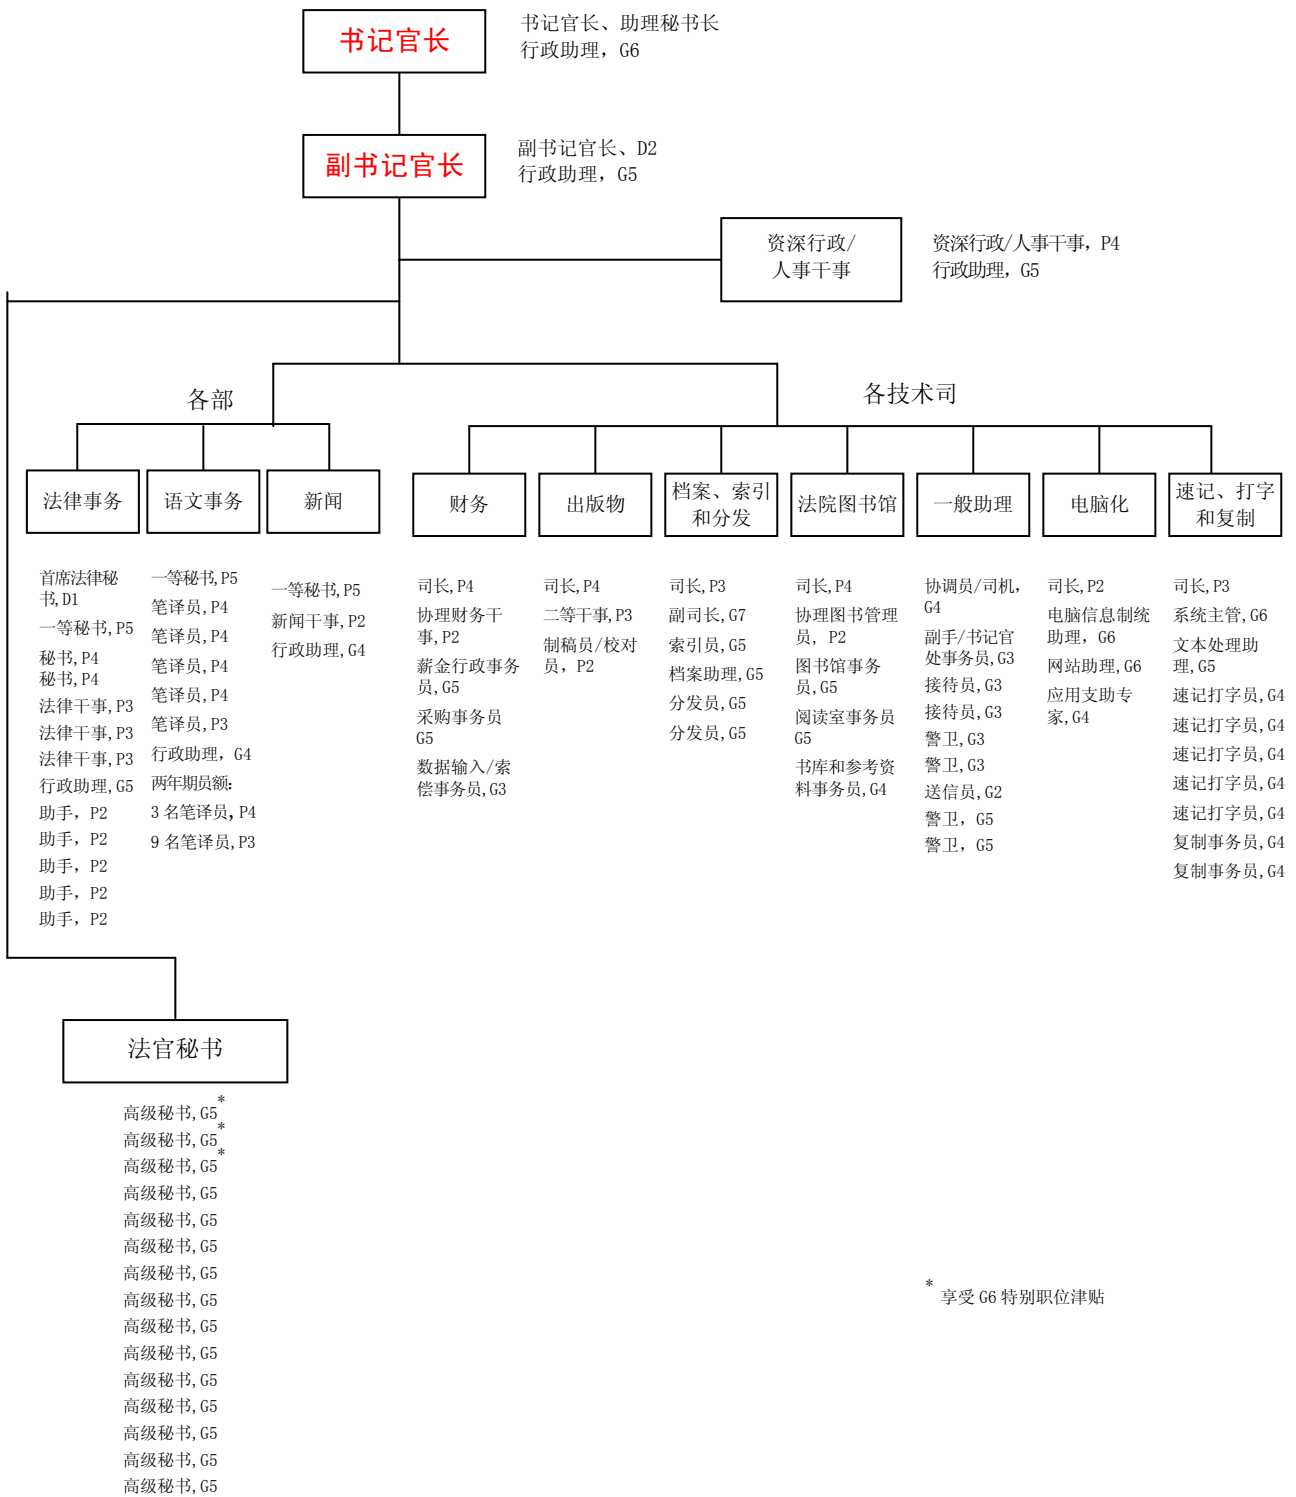 书记官长
书记官长、助理秘书长
行政助理，G6
副书记官长
副书记官长、D2
行政助理，G5
资深行政/
人事干事
资深行政/人事干事，P4
行政助理，G5
各部
各技术司
法律事务
首席法律秘
书,D1
一等秘书,P5
秘书,P4
秘书,P4
法律干事,P3
法律干事,P3
法律干事,P3
行政助理,G5
助手，P2
助手，P2
助手，P2
助手，P2
助手，P2
语文事务
一等秘书,P5
笔译员,P4
笔译员,P4
笔译员,P4
笔译员,P4
笔译员,P3
行政助理，G4
两年期员额：
3 名笔译员，P4
9 名笔译员,P3
新闻
一等秘书,P5
新闻干事,P2
行政助理,G4
财务
司长,P4
协理财务干
事,P2
薪金行政事务
员,G5
采购事务员
G5
数据输入/索
偿事务员,G3
出版物
司长,P4
二等干事,P3
制稿员/校对
员，P2
档案、索引
和分发
司长,P3
副司长,G7
索引员,G5
档案助理,G5
分发员,G5
分发员,G5
法院图书馆
司长,P4
协理图书管理
员，P2
图书馆事务
员,G5
阅读室事务员
G5
书库和参考资
料事务员,G4
一般助理
协调员/司机，
G4
副手/书记官
处事务员,G3
接待员,G3
接待员,G3
警卫,G3
警卫,G3
送信员,G2
警卫，G5
警卫，G5
电脑化
司长,P2
电脑信息制统
助理，G6
网站助理,G6
应用支助专
家,G4
速记、打字
和复制
司长,P3
系统主管,G6
文本处理助
理,G5
速记打字员,G4
速记打字员,G4
速记打字员,G4
速记打字员,G4
速记打字员,G4
复制事务员,G4
复制事务员,G4
法官秘书
高级秘书,G5*
高级秘书,G5*
高级秘书,G5*
高级秘书,G5
高级秘书,G5
高级秘书,G5
高级秘书,G5
高级秘书,G5
高级秘书,G5
高级秘书,G5
高级秘书,G5
高级秘书,G5
高级秘书,G5
高级秘书,G5
高级秘书,G5
* 享受 G6 特别职位津贴